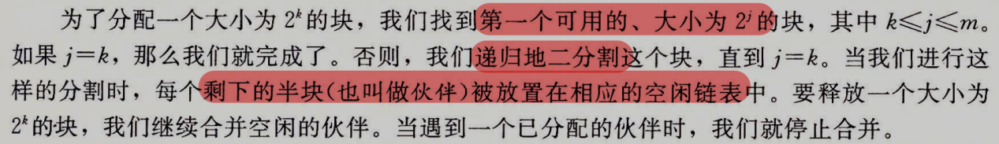 为了分配一个大小为 2ᵏ 的块，我们找到第一个可用的、大小为 2ʲ 的块，其中 k≤j≤m。
如果 j=k，那么我们就完成了。否则，我们递归地二分割这个块，直到 j=k。当我们进行这
样的分割时，每个剩下的半块(也叫做伙伴)被放置在相应的空闲链表中。要释放一个大小为
2ᵏ 的块，我们继续合并空闲的伙伴。当遇到一个已分配的伙伴时，我们就停止合并。